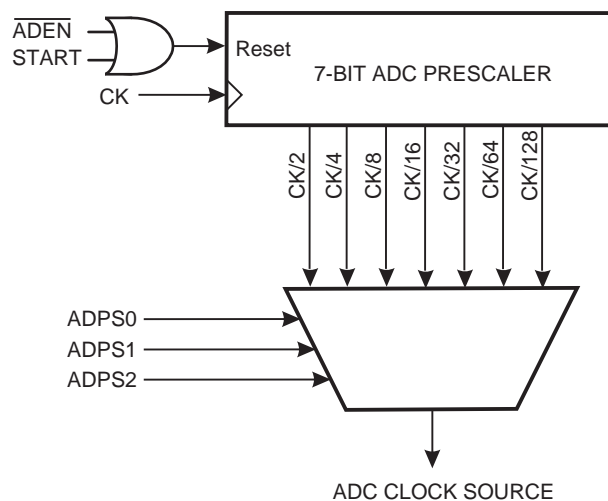 ADEN
START
Reset
7-BIT ADC PRESCALER
CK
CK/2
CK/4
CK/8
CK/16
CK/32
CK/64
CK/128
ADPS0
ADPS1
ADPS2
ADC CLOCK SOURCE